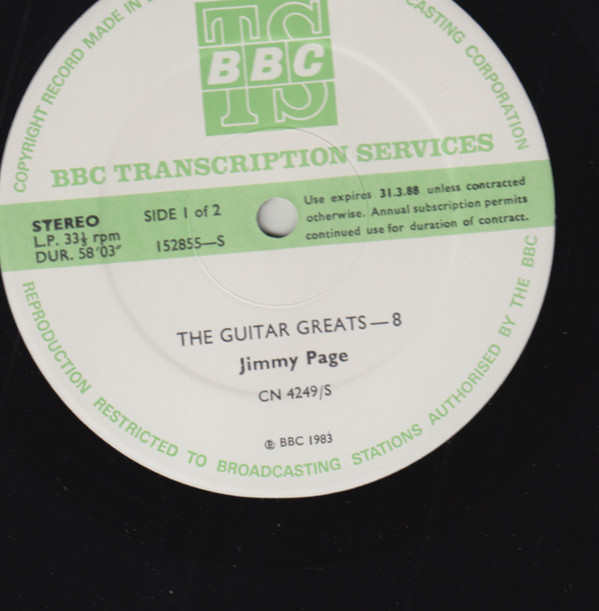 COPYRIGHT RECORD MADE IN
CASTING CORPORATION
TS
BBC
BBC TRANSCRIPTION SERVICES
STEREO
L.P. 33⅓ rpm
DUR. 58′03″
SIDE 1 of 2
152855—S
Use expires 31.3.88 unless contracted
otherwise. Annual subscription permits
continued use for duration of contract.
THE GUITAR GREATS—8
Jimmy Page
CN 4249/S
℗ BBC 1983
REPRODUCTION RESTRICTED TO BROADCASTING STATIONS AUTHORISED BY THE BBC